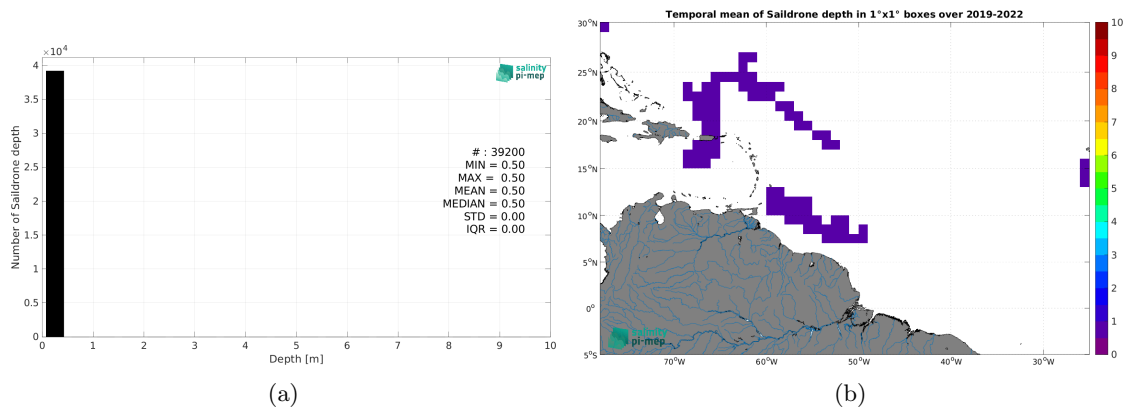 ×10⁴
4
3.5
3
2.5
2
1.5
1
0.5
0
0
1
2
3
4
5
6
7
8
9
10
Number of Saildrone depth
Depth [m]
salinity
pi-mep
# : 39200
MIN = 0.50
MAX = 0.50
MEAN = 0.50
MEDIAN = 0.50
STD = 0.00
IQR = 0.00
(a)
Temporal mean of Saildrone depth in 1°x1° boxes over 2019-2022
30°N
25°N
20°N
15°N
10°N
5°N
0°
5°S
70°W
60°W
50°W
40°W
30°W
salinity
pi-mep
10
9
8
7
6
5
4
3
2
1
0
(b)